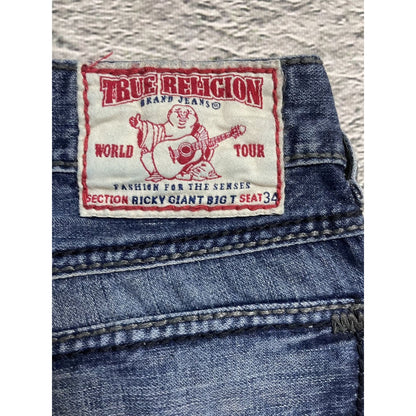 TRUE RELIGION
BRAND JEANS®
WORLD TOUR
FASHION FOR THE SENSES
SECTION RICKY GIANT BIG T SEAT 34